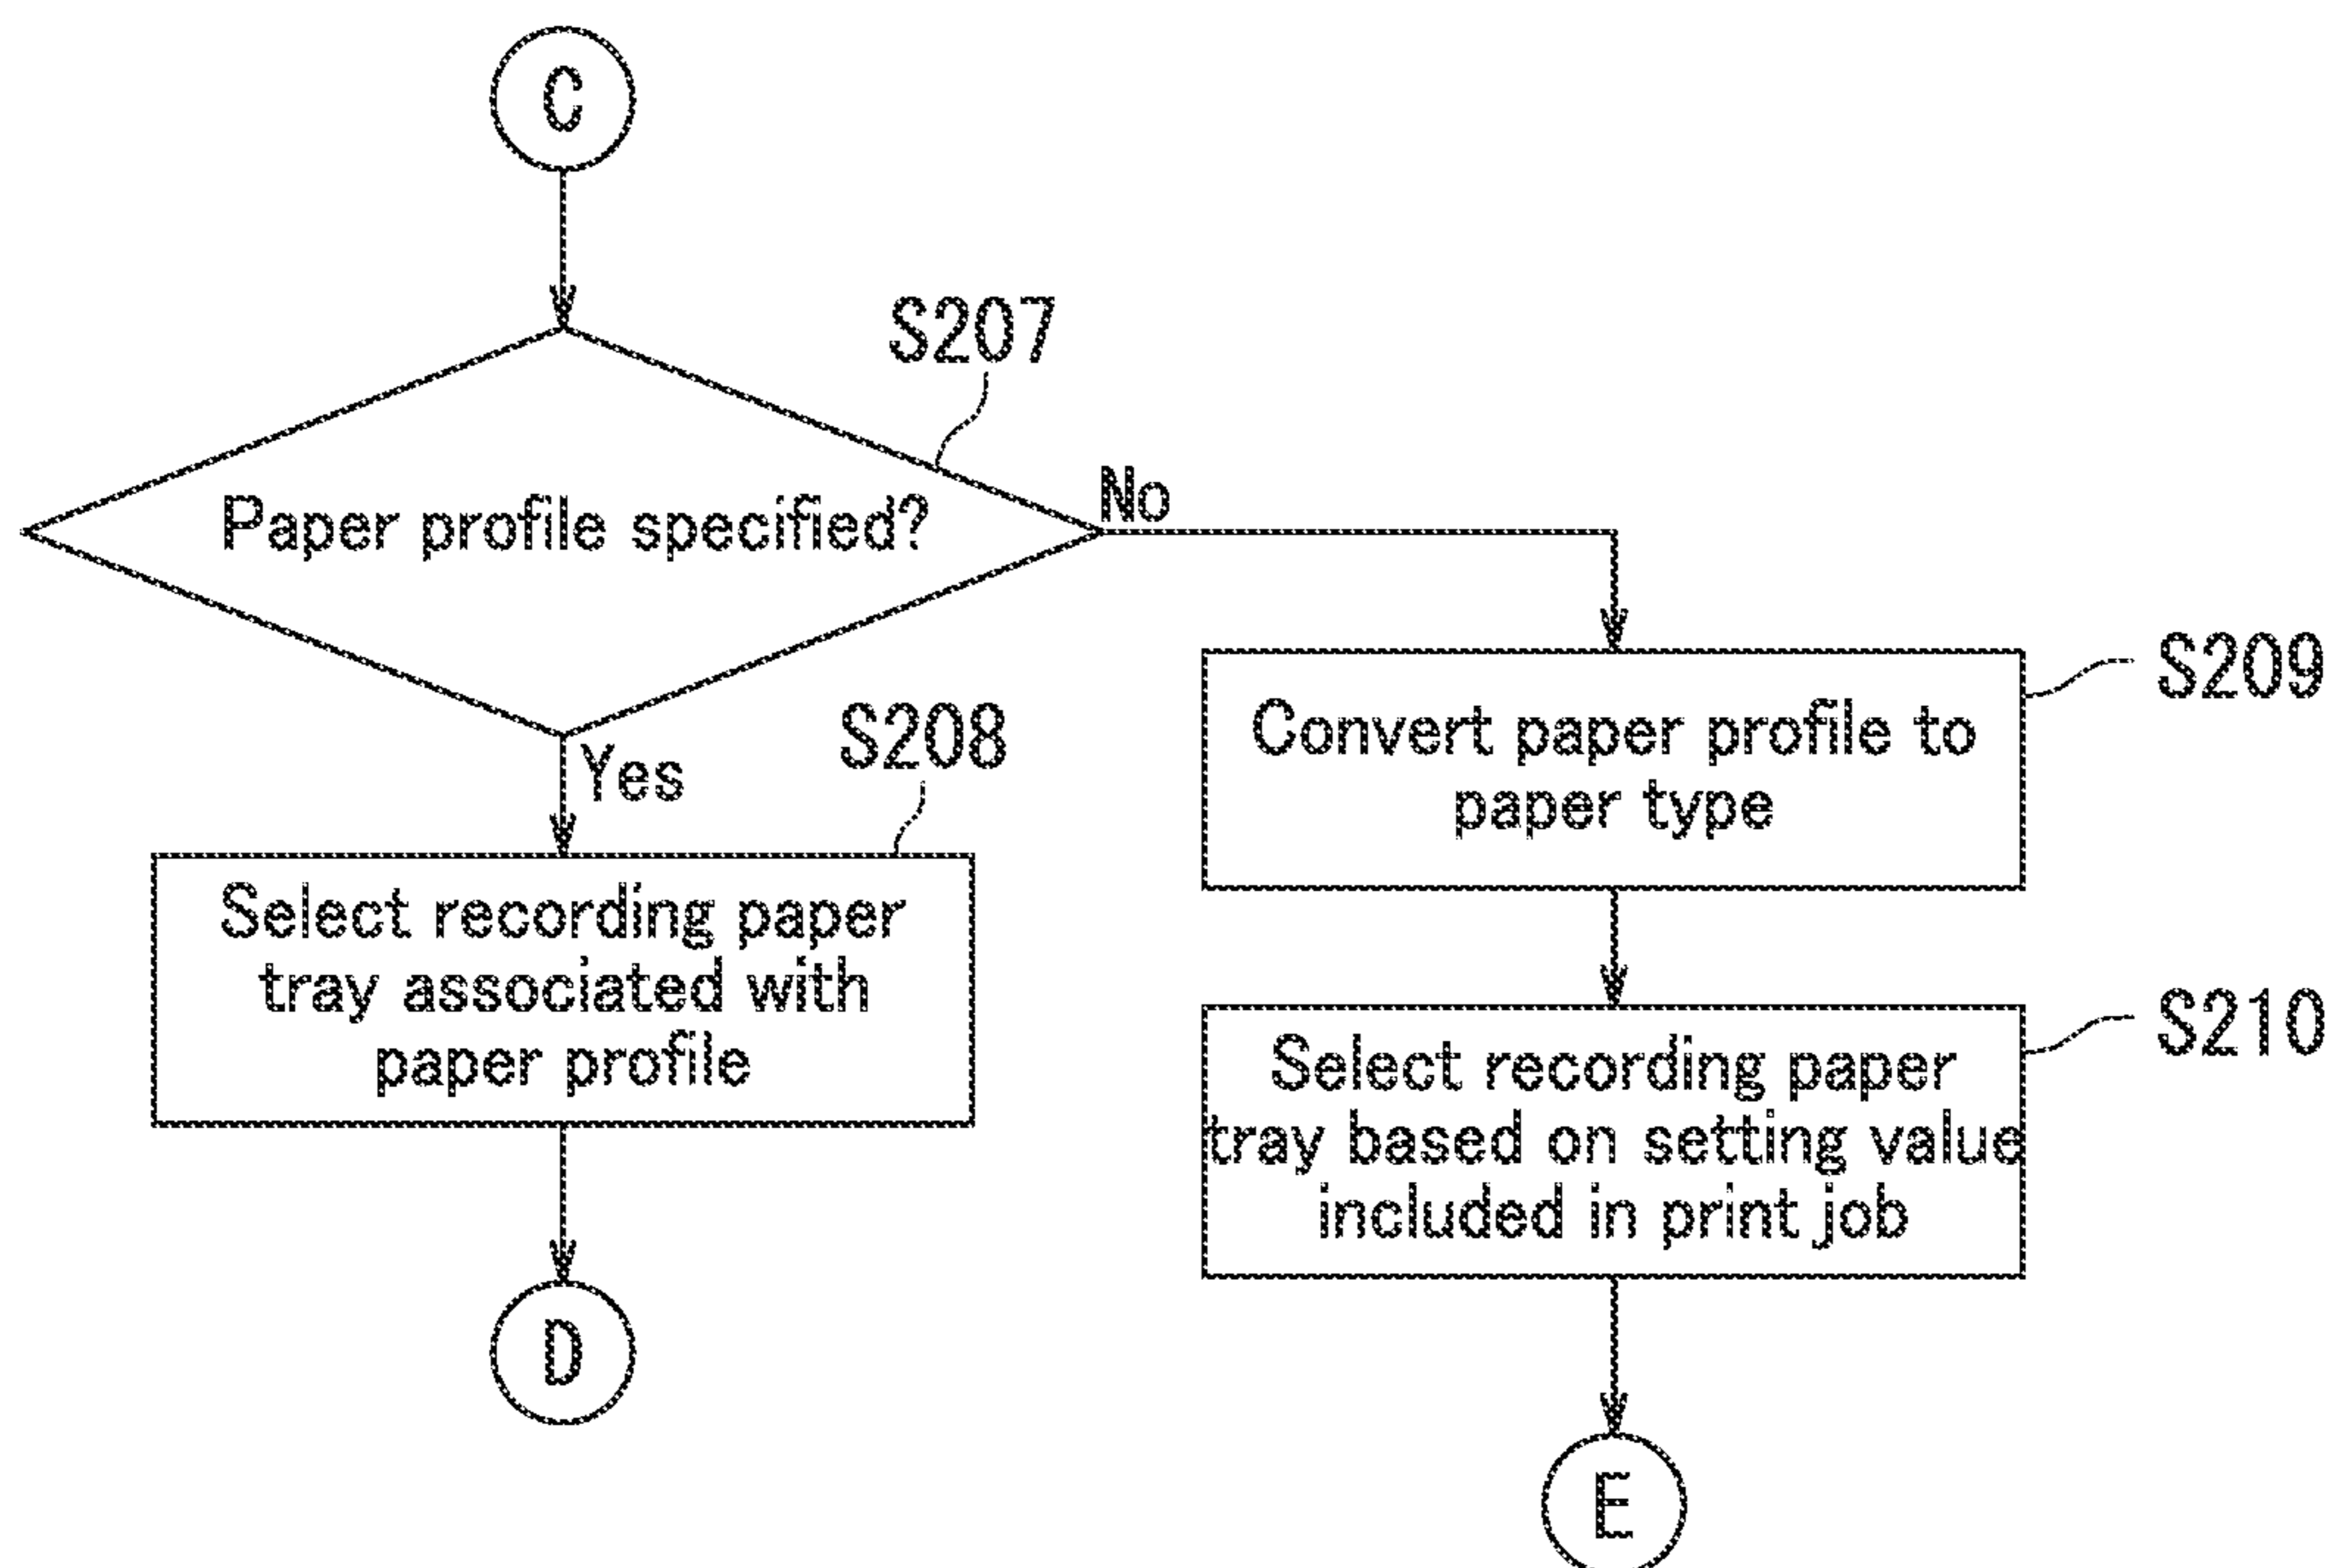 C
S207
Paper profile specified?
No
Yes
S208
Select recording paper
tray associated with
paper profile
D
S209
Convert paper profile to
paper type
S210
Select recording paper
tray based on setting value
included in print job
E